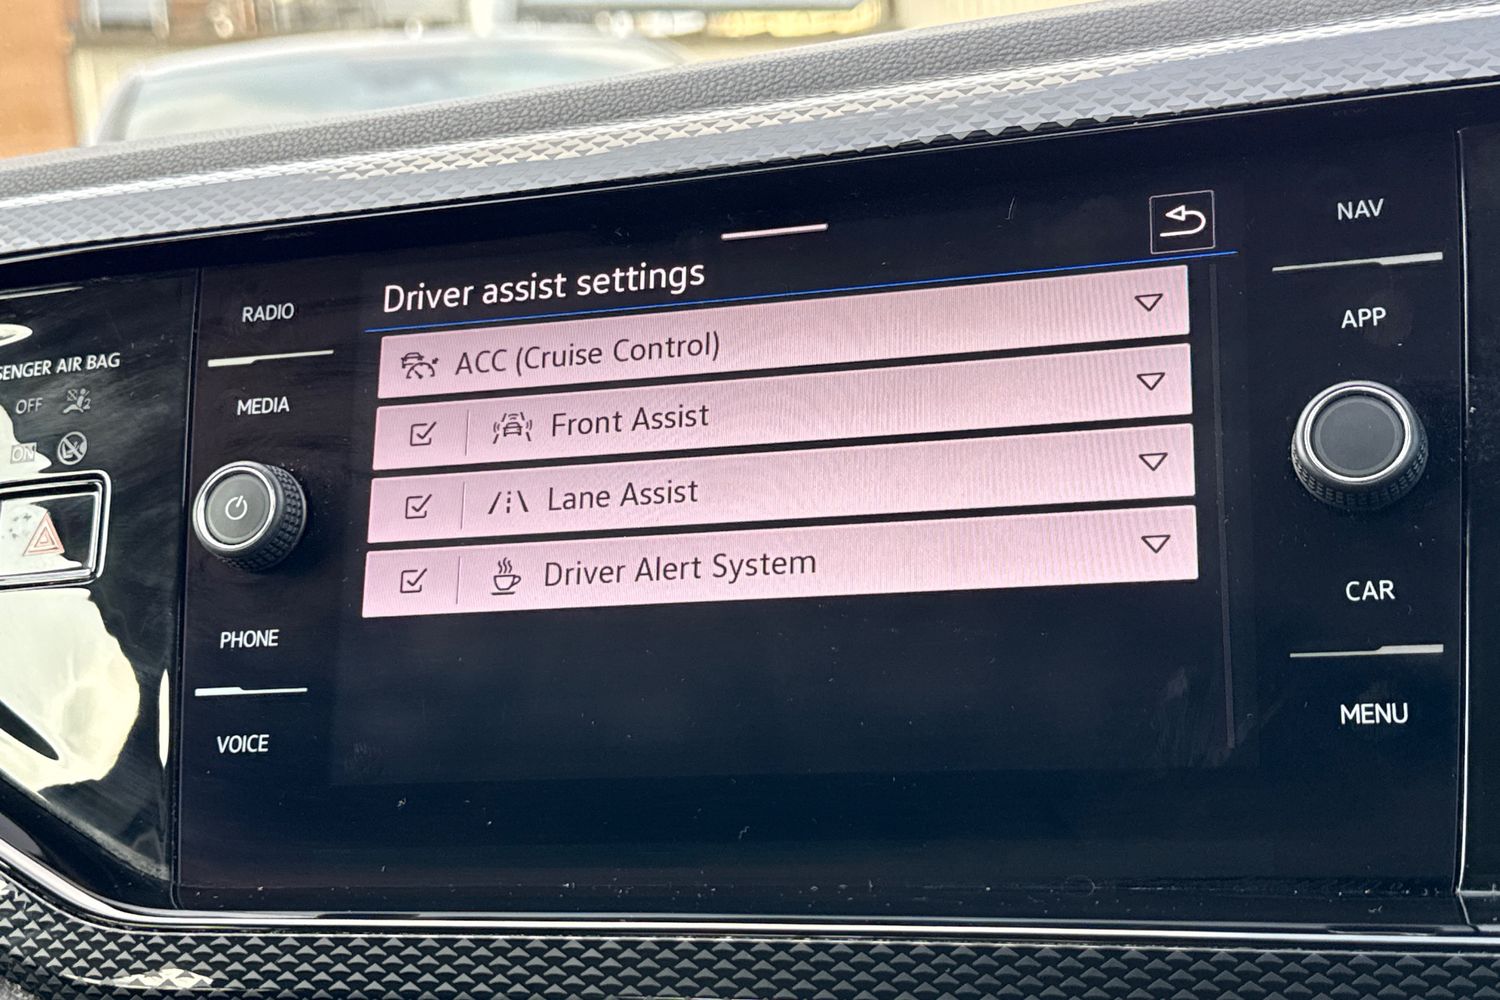 SENGER AIR BAG
OFF
2
ON
RADIO
MEDIA
PHONE
VOICE
Driver assist settings
ACC (Cruise Control)
Front Assist
Lane Assist
Driver Alert System
NAV
APP
CAR
MENU